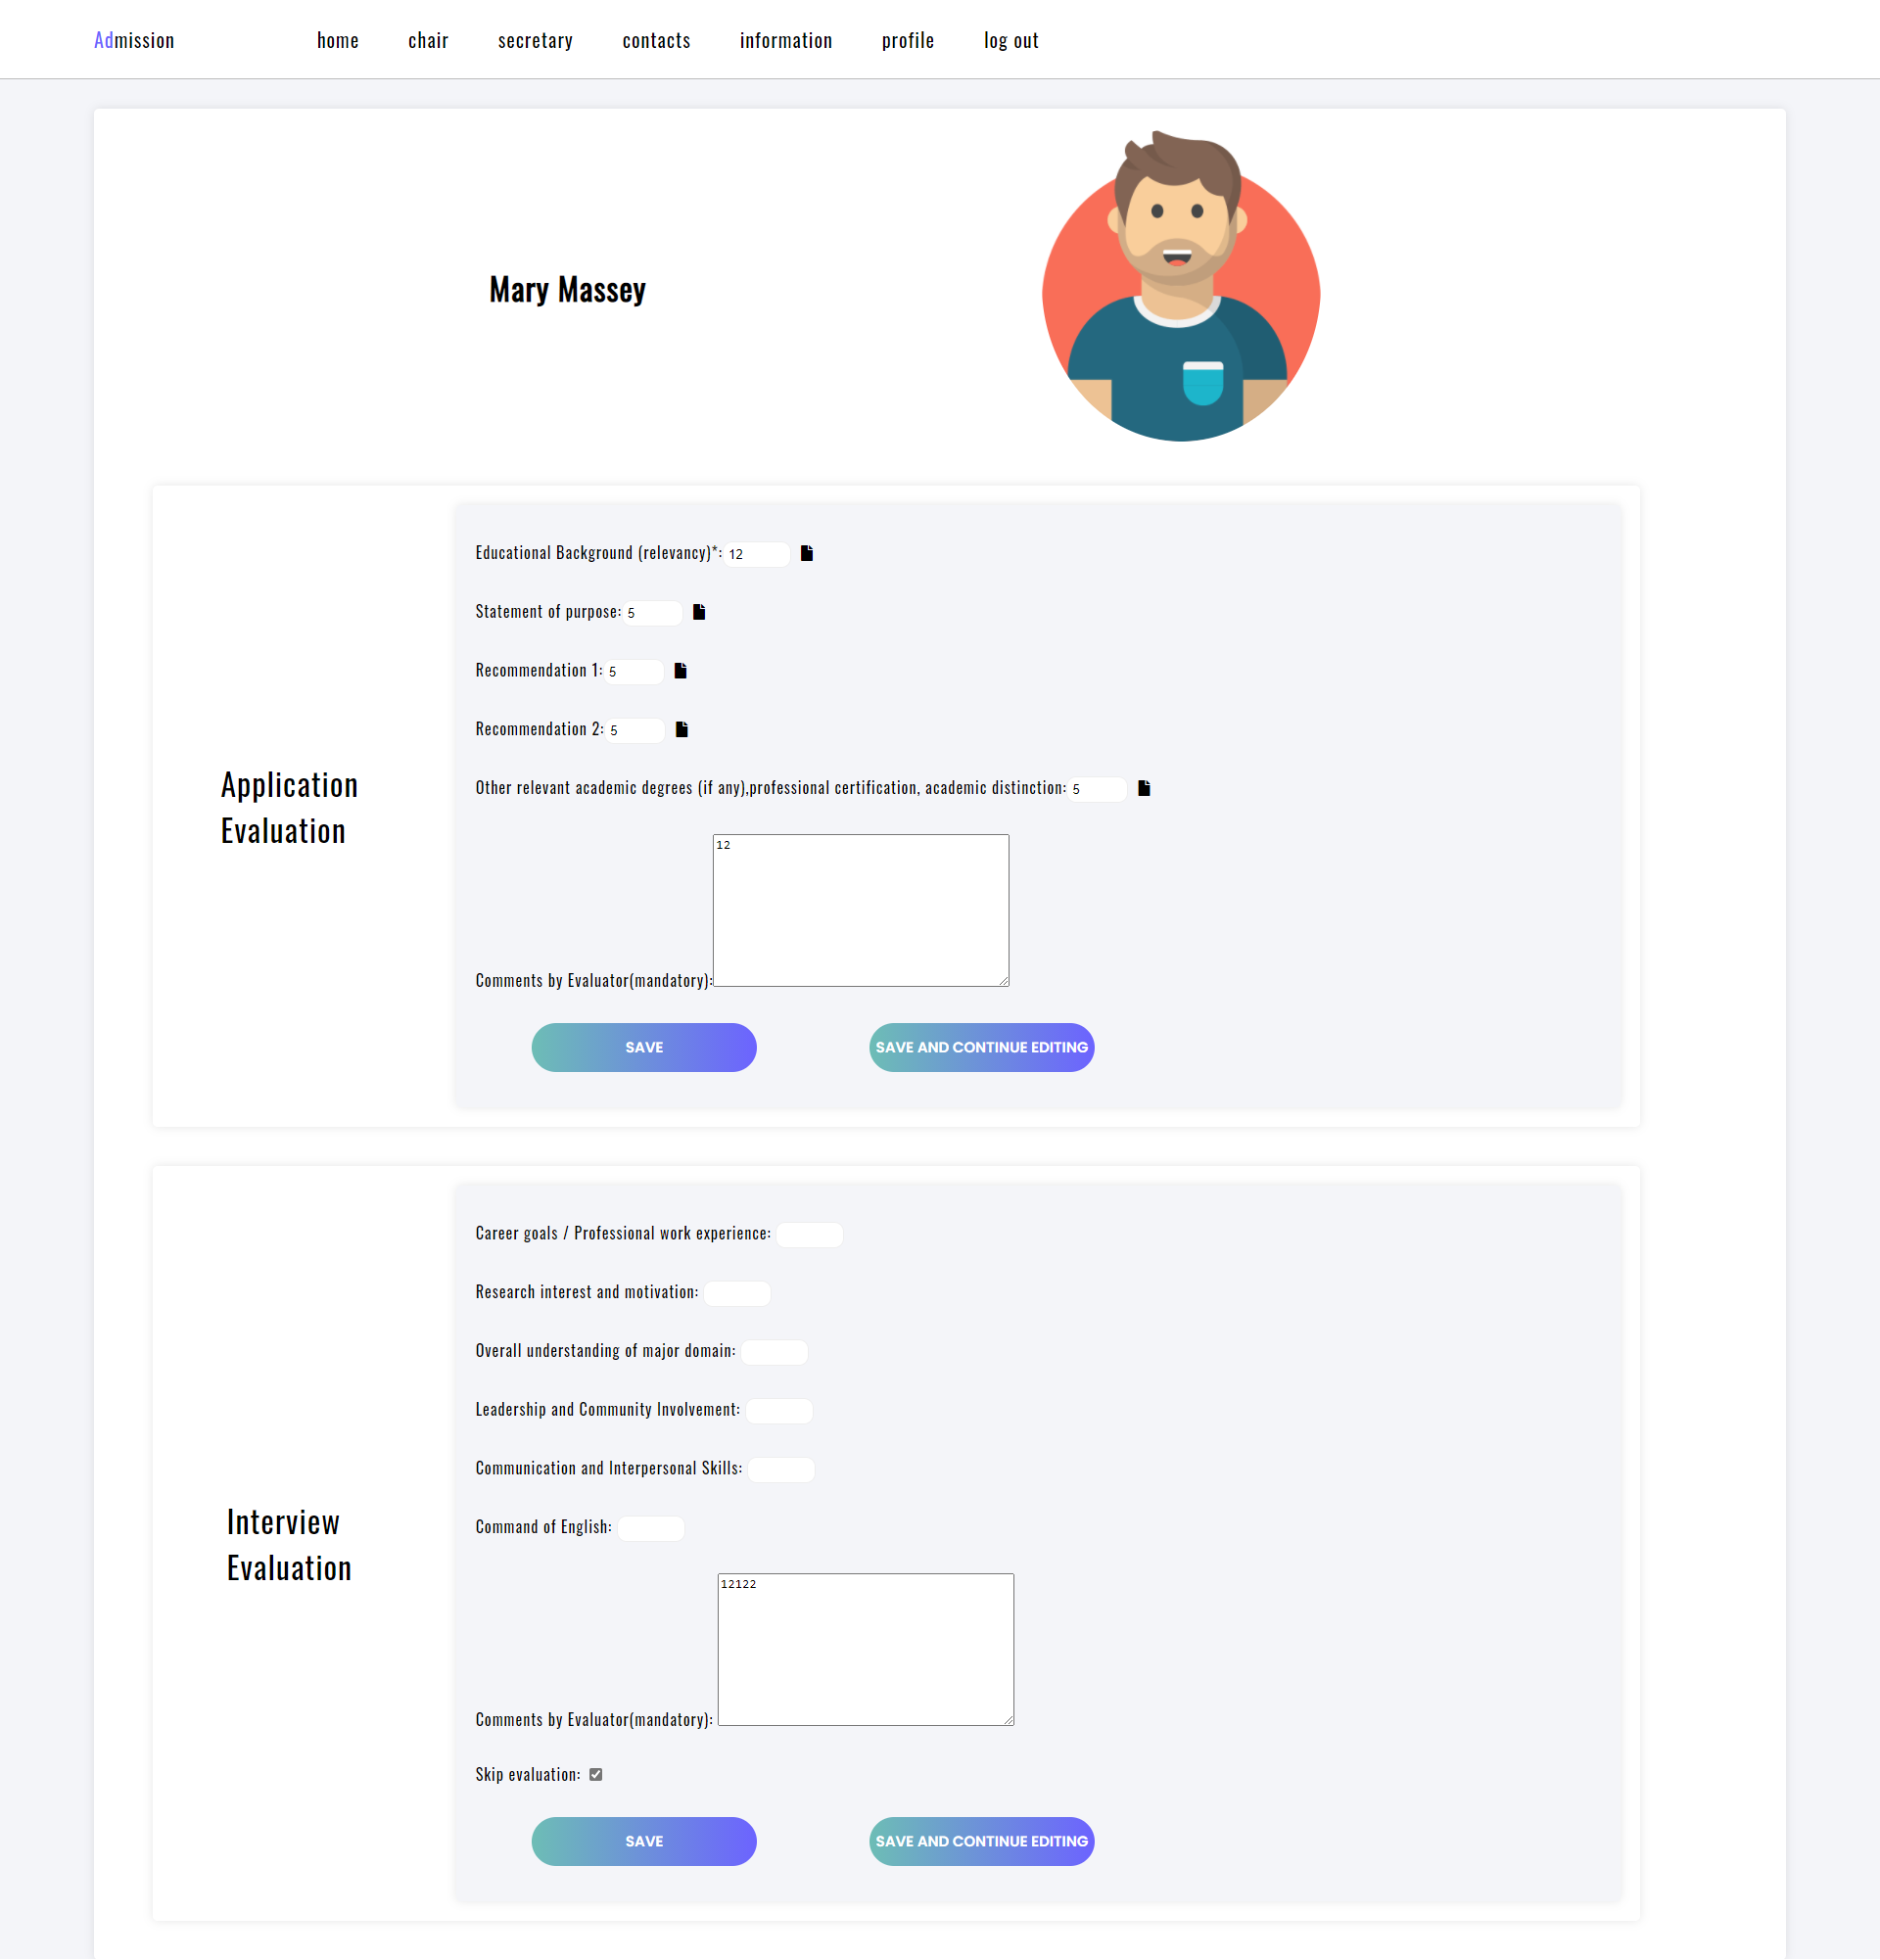 Admission home chair secretary contacts information profile log out
Mary Massey
Application
Evaluation
Educational Background (relevancy)*: 12
Statement of purpose: 5
Recommendation 1: 5
Recommendation 2: 5
Other relevant academic degrees (if any),professional certification, academic distinction: 5
12
Comments by Evaluator(mandatory):
SAVE SAVE AND CONTINUE EDITING
Interview
Evaluation
Career goals / Professional work experience:
Research interest and motivation:
Overall understanding of major domain:
Leadership and Community Involvement:
Communication and Interpersonal Skills:
Command of English:
12122
Comments by Evaluator(mandatory):
Skip evaluation:
SAVE SAVE AND CONTINUE EDITING